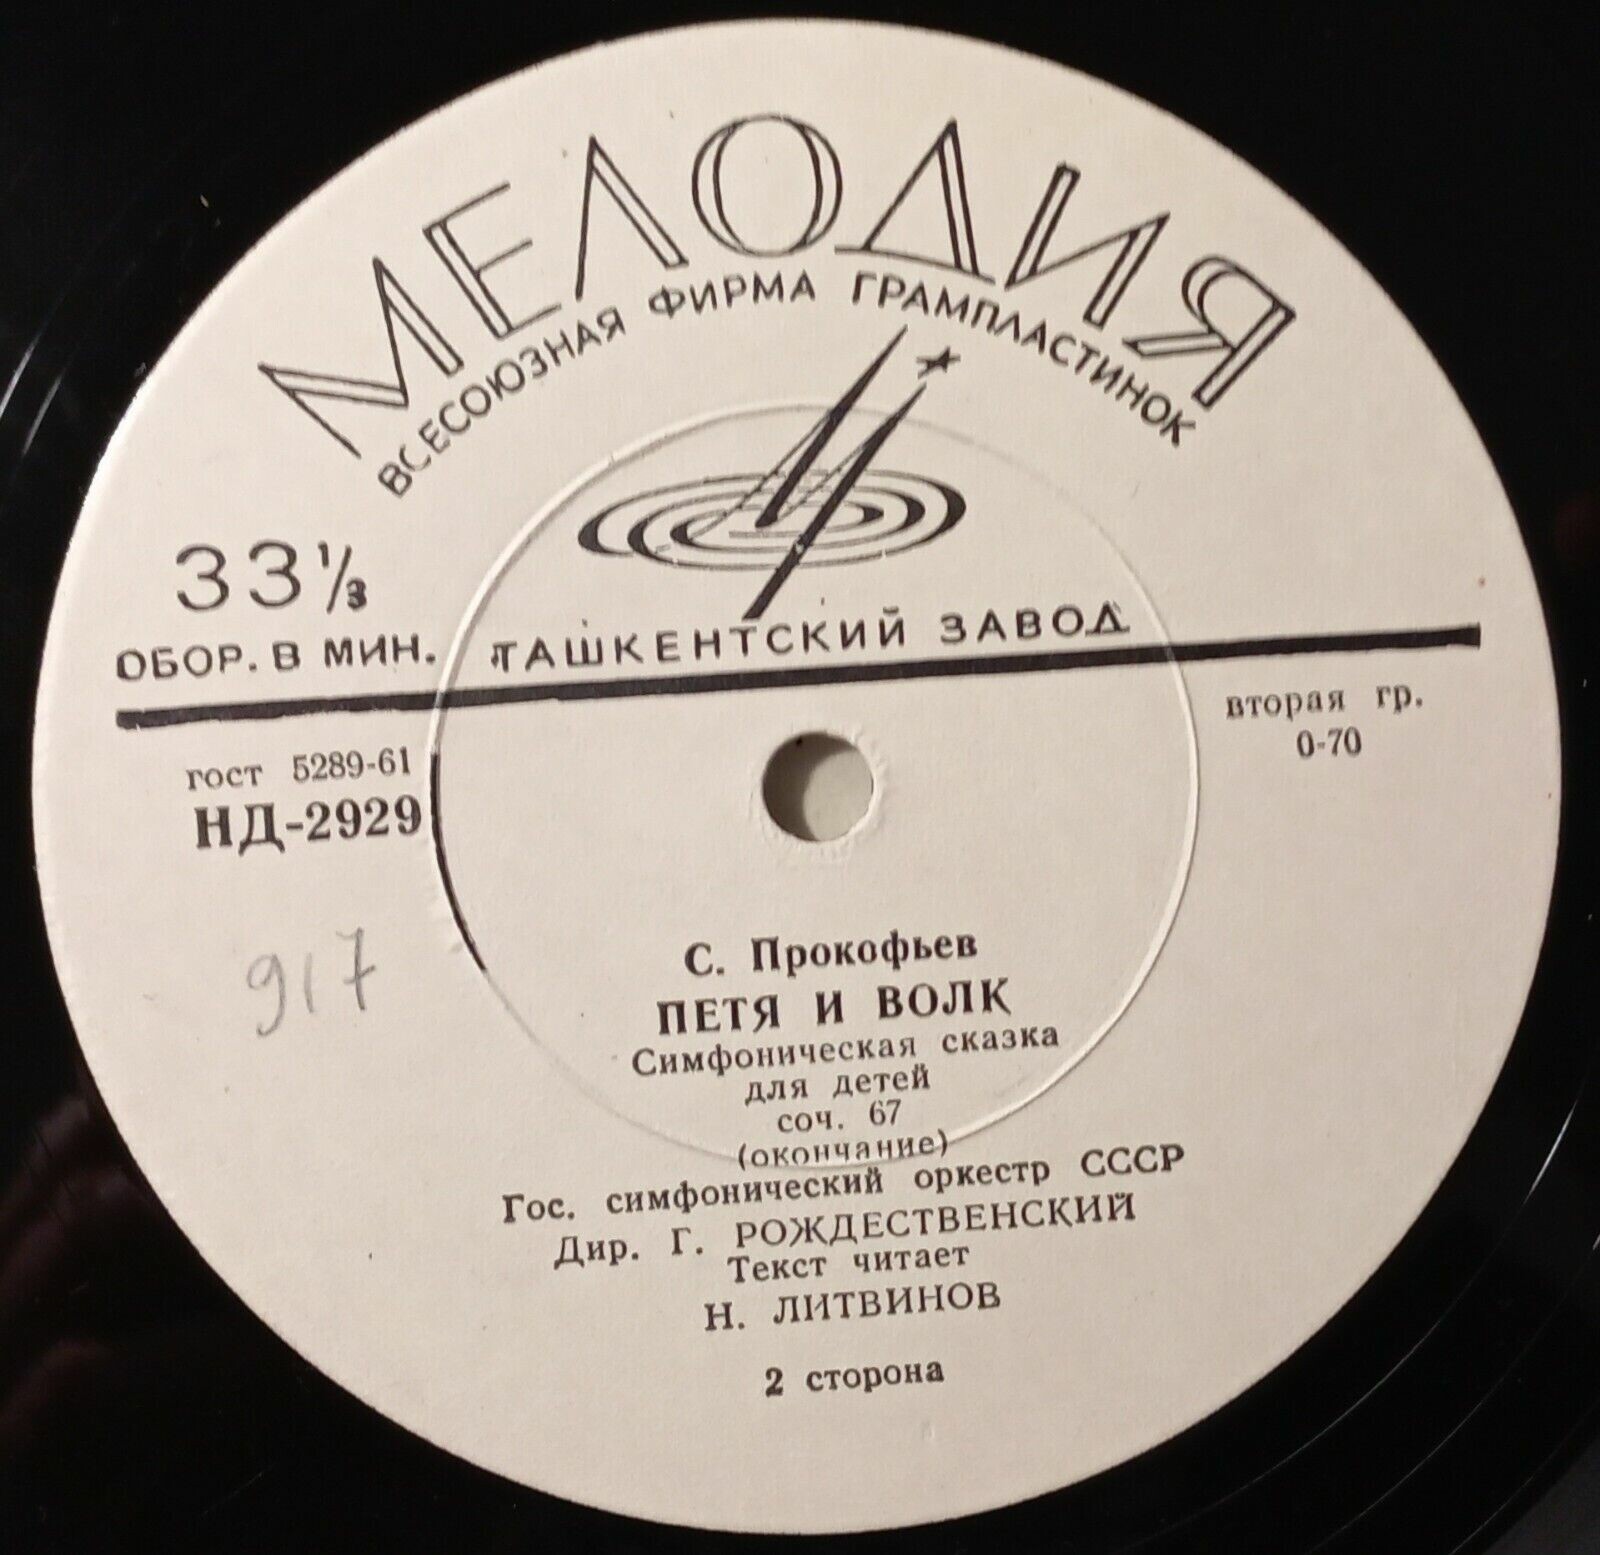 МЕЛОДИЯ
ВСЕСОЮЗНАЯ ФИРМА ГРАМПЛАСТИНОК
33⅓
ОБОР. В МИН.
ТАШКЕНТСКИЙ ЗАВОД
гост 5289-61
НД-2929
вторая гр.
0-70
917
С. Прокофьев
ПЕТЯ И ВОЛК
Симфоническая сказка
для детей
соч. 67
(окончание)
Гос. симфонический оркестр СССР
Дир. Г. РОЖДЕСТВЕНСКИЙ
Текст читает
Н. ЛИТВИНОВ
2 сторона